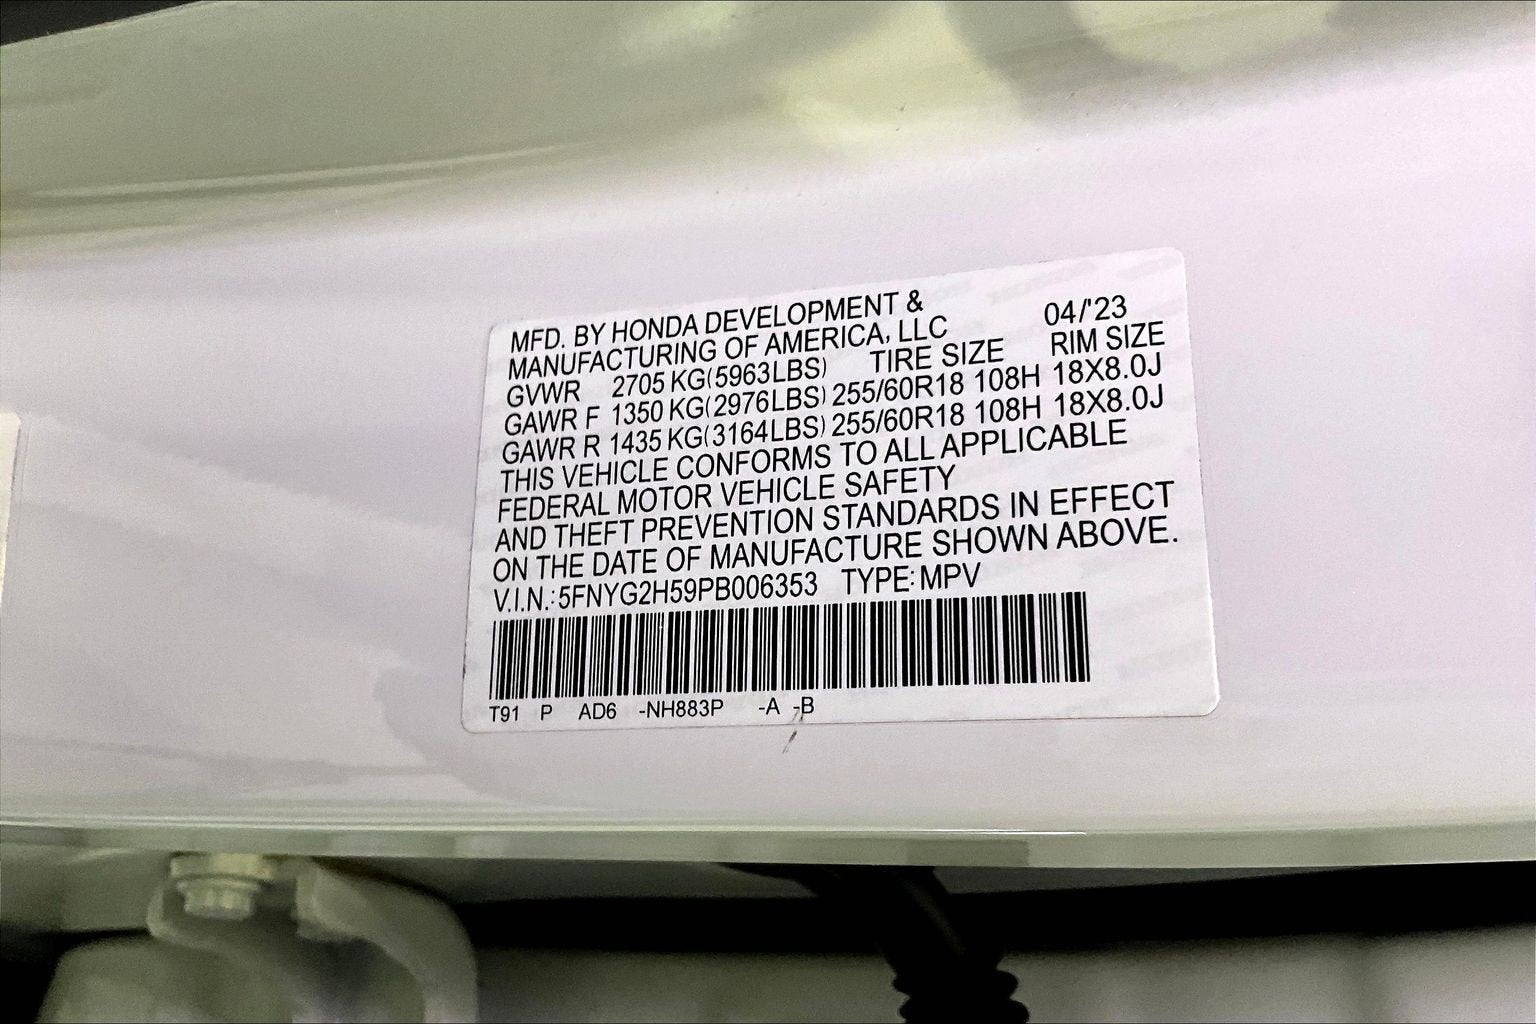 MFD. BY HONDA DEVELOPMENT &
MANUFACTURING OF AMERICA, LLC 04/'23
GVWR 2705 KG(5963LBS) TIRE SIZE RIM SIZE
GAWR F 1350 KG(2976LBS) 255/60R18 108H 18X8.0J
GAWR R 1435 KG(3164LBS) 255/60R18 108H 18X8.0J
THIS VEHICLE CONFORMS TO ALL APPLICABLE
FEDERAL MOTOR VEHICLE SAFETY
AND THEFT PREVENTION STANDARDS IN EFFECT
ON THE DATE OF MANUFACTURE SHOWN ABOVE.
V.I.N.:5FNYG2H59PB006353 TYPE:MPV
T91 P AD6 -NH883P -A -B